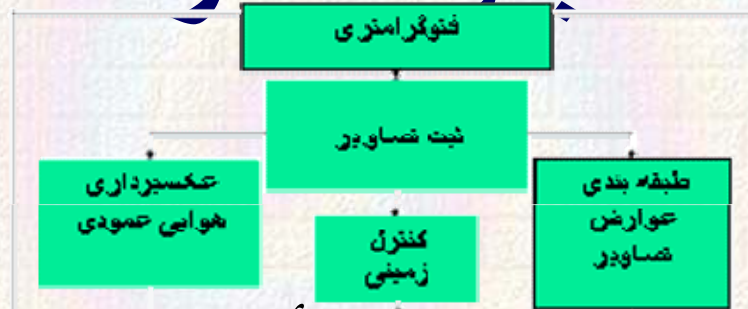 فتوگرامتری
ثبت تصاویر
عکسبرداری
هوایی عمودی
کنترل
زمینی
طبقه بندی
عوارض
تصاویر